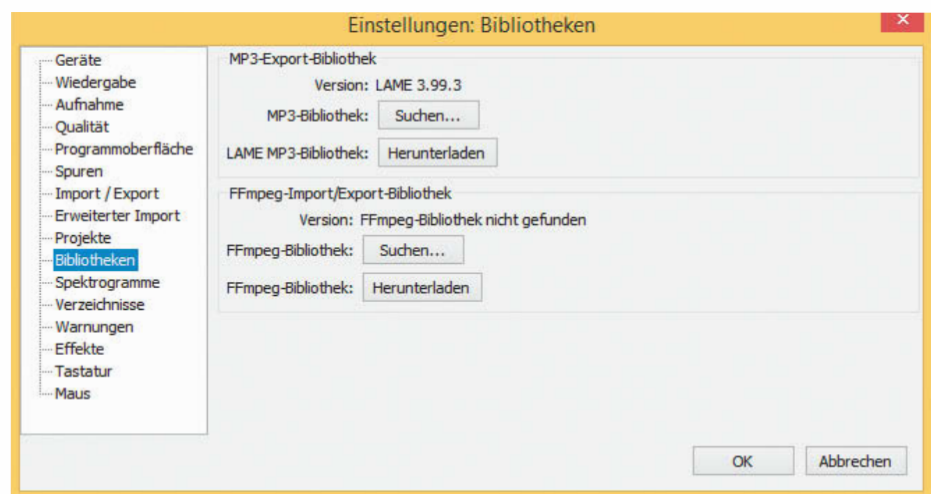 Einstellungen: Bibliotheken
×
Geräte
Wiedergabe
Aufnahme
Qualität
Programmoberfläche
Spuren
Import / Export
Erweiterter Import
Projekte
Bibliotheken
Spektrogramme
Verzeichnisse
Warnungen
Effekte
Tastatur
Maus
MP3-Export-Bibliothek
Version: LAME 3.99.3
MP3-Bibliothek: Suchen...
LAME MP3-Bibliothek: Herunterladen
FFmpeg-Import/Export-Bibliothek
Version: FFmpeg-Bibliothek nicht gefunden
FFmpeg-Bibliothek: Suchen...
FFmpeg-Bibliothek: Herunterladen
OK Abbrechen